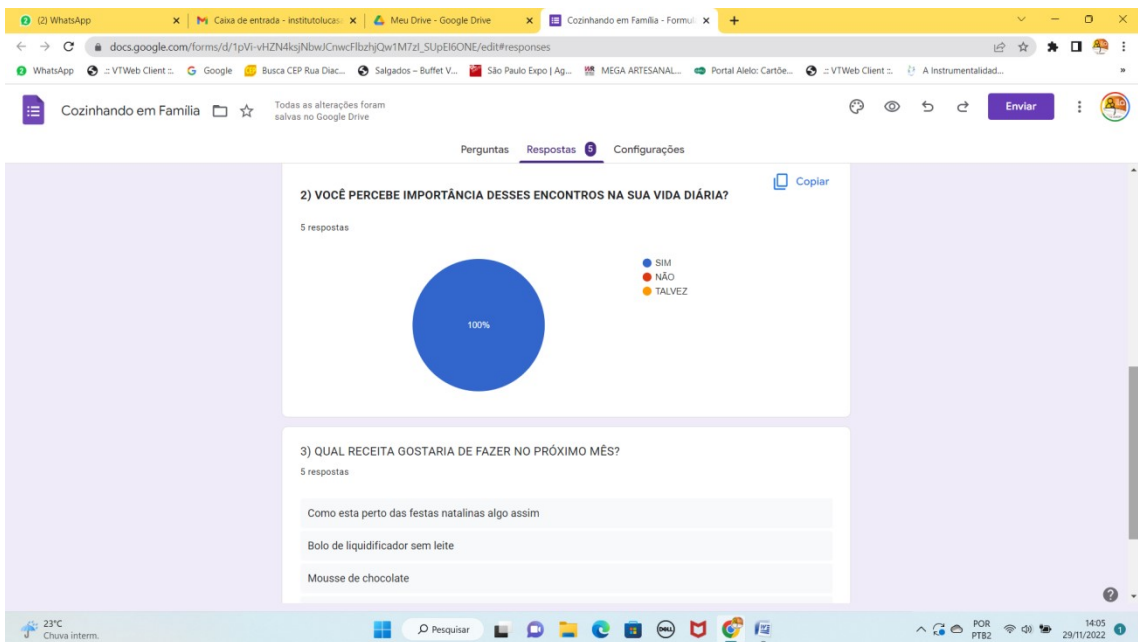 (2) WhatsApp
Caixa de entrada - institutolucas
Meu Drive - Google Drive
Cozinhando em Família - Formul
docs.google.com/forms/d/1pVi-vHZN4ksjNbwJCnwcFlbzhjQw1M7zI_SUpEI6ONE/edit#responses
WhatsApp
.:: VTWeb Client ::.
Google
Busca CEP Rua Diac...
Salgados – Buffet V...
São Paulo Expo | Ag...
MEGA ARTESANAL...
Portal Alelo: Cartõe...
.:: VTWeb Client ::.
A Instrumentalidad...
Cozinhando em Família
Todas as alterações foram
salvas no Google Drive
Enviar
Perguntas Respostas 5 Configurações
2) VOCÊ PERCEBE IMPORTÂNCIA DESSES ENCONTROS NA SUA VIDA DIÁRIA?
Copiar
5 respostas
SIM
NÃO
TALVEZ
100%
3) QUAL RECEITA GOSTARIA DE FAZER NO PRÓXIMO MÊS?
5 respostas
Como esta perto das festas natalinas algo assim
Bolo de liquidificador sem leite
Mousse de chocolate
23°C
Chuva interm.
Pesquisar
DELL
POR
PTB2
14:05
29/11/2022
1